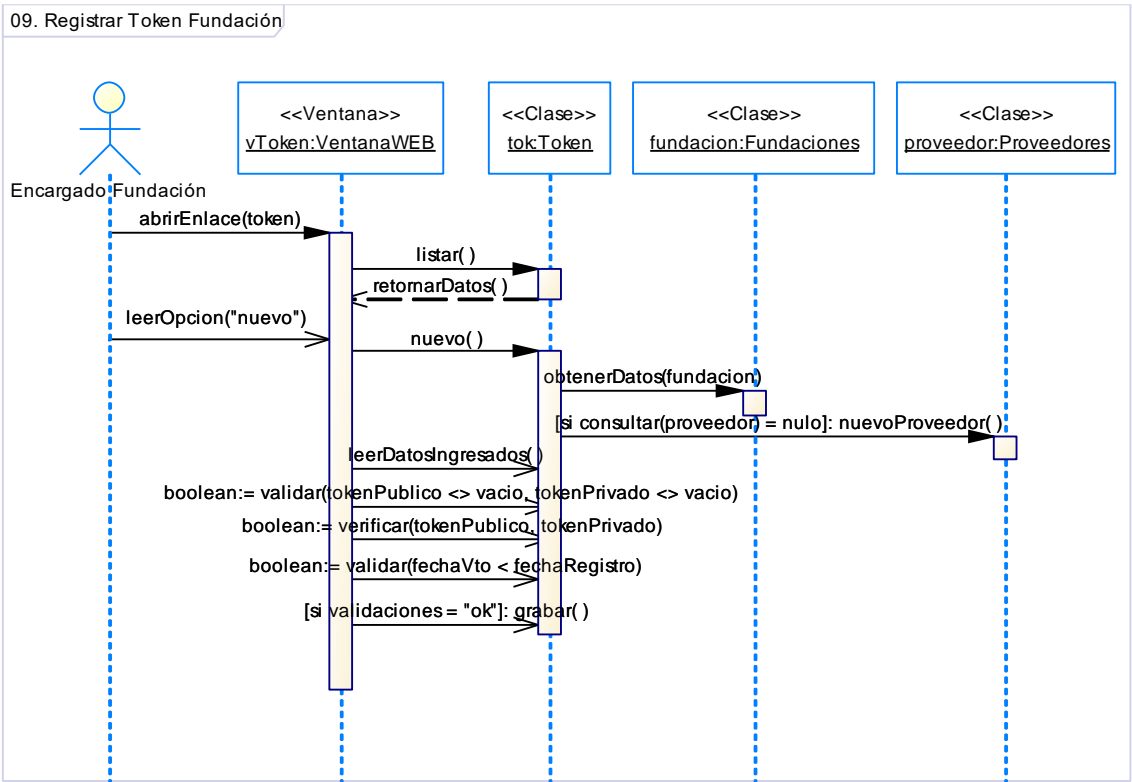 09. Registrar Token Fundación
<<Ventana>>
vToken:VentanaWEB
<<Clase>>
tok:Token
<<Clase>>
fundacion:Fundaciones
<<Clase>>
proveedor:Proveedores
Encargado Fundación
abrirEnlace(token)
listar( )
retornarDatos( )
leerOpcion("nuevo")
nuevo( )
obtenerDatos(fundacion)
[si consultar(proveedor) = nulo]: nuevoProveedor( )
leerDatosIngresados( )
boolean:= validar(tokenPublico <> vacio, tokenPrivado <> vacio)
boolean:= verificar(tokenPublico, tokenPrivado)
boolean:= validar(fechaVto < fechaRegistro)
[si validaciones = "ok"]: grabar( )